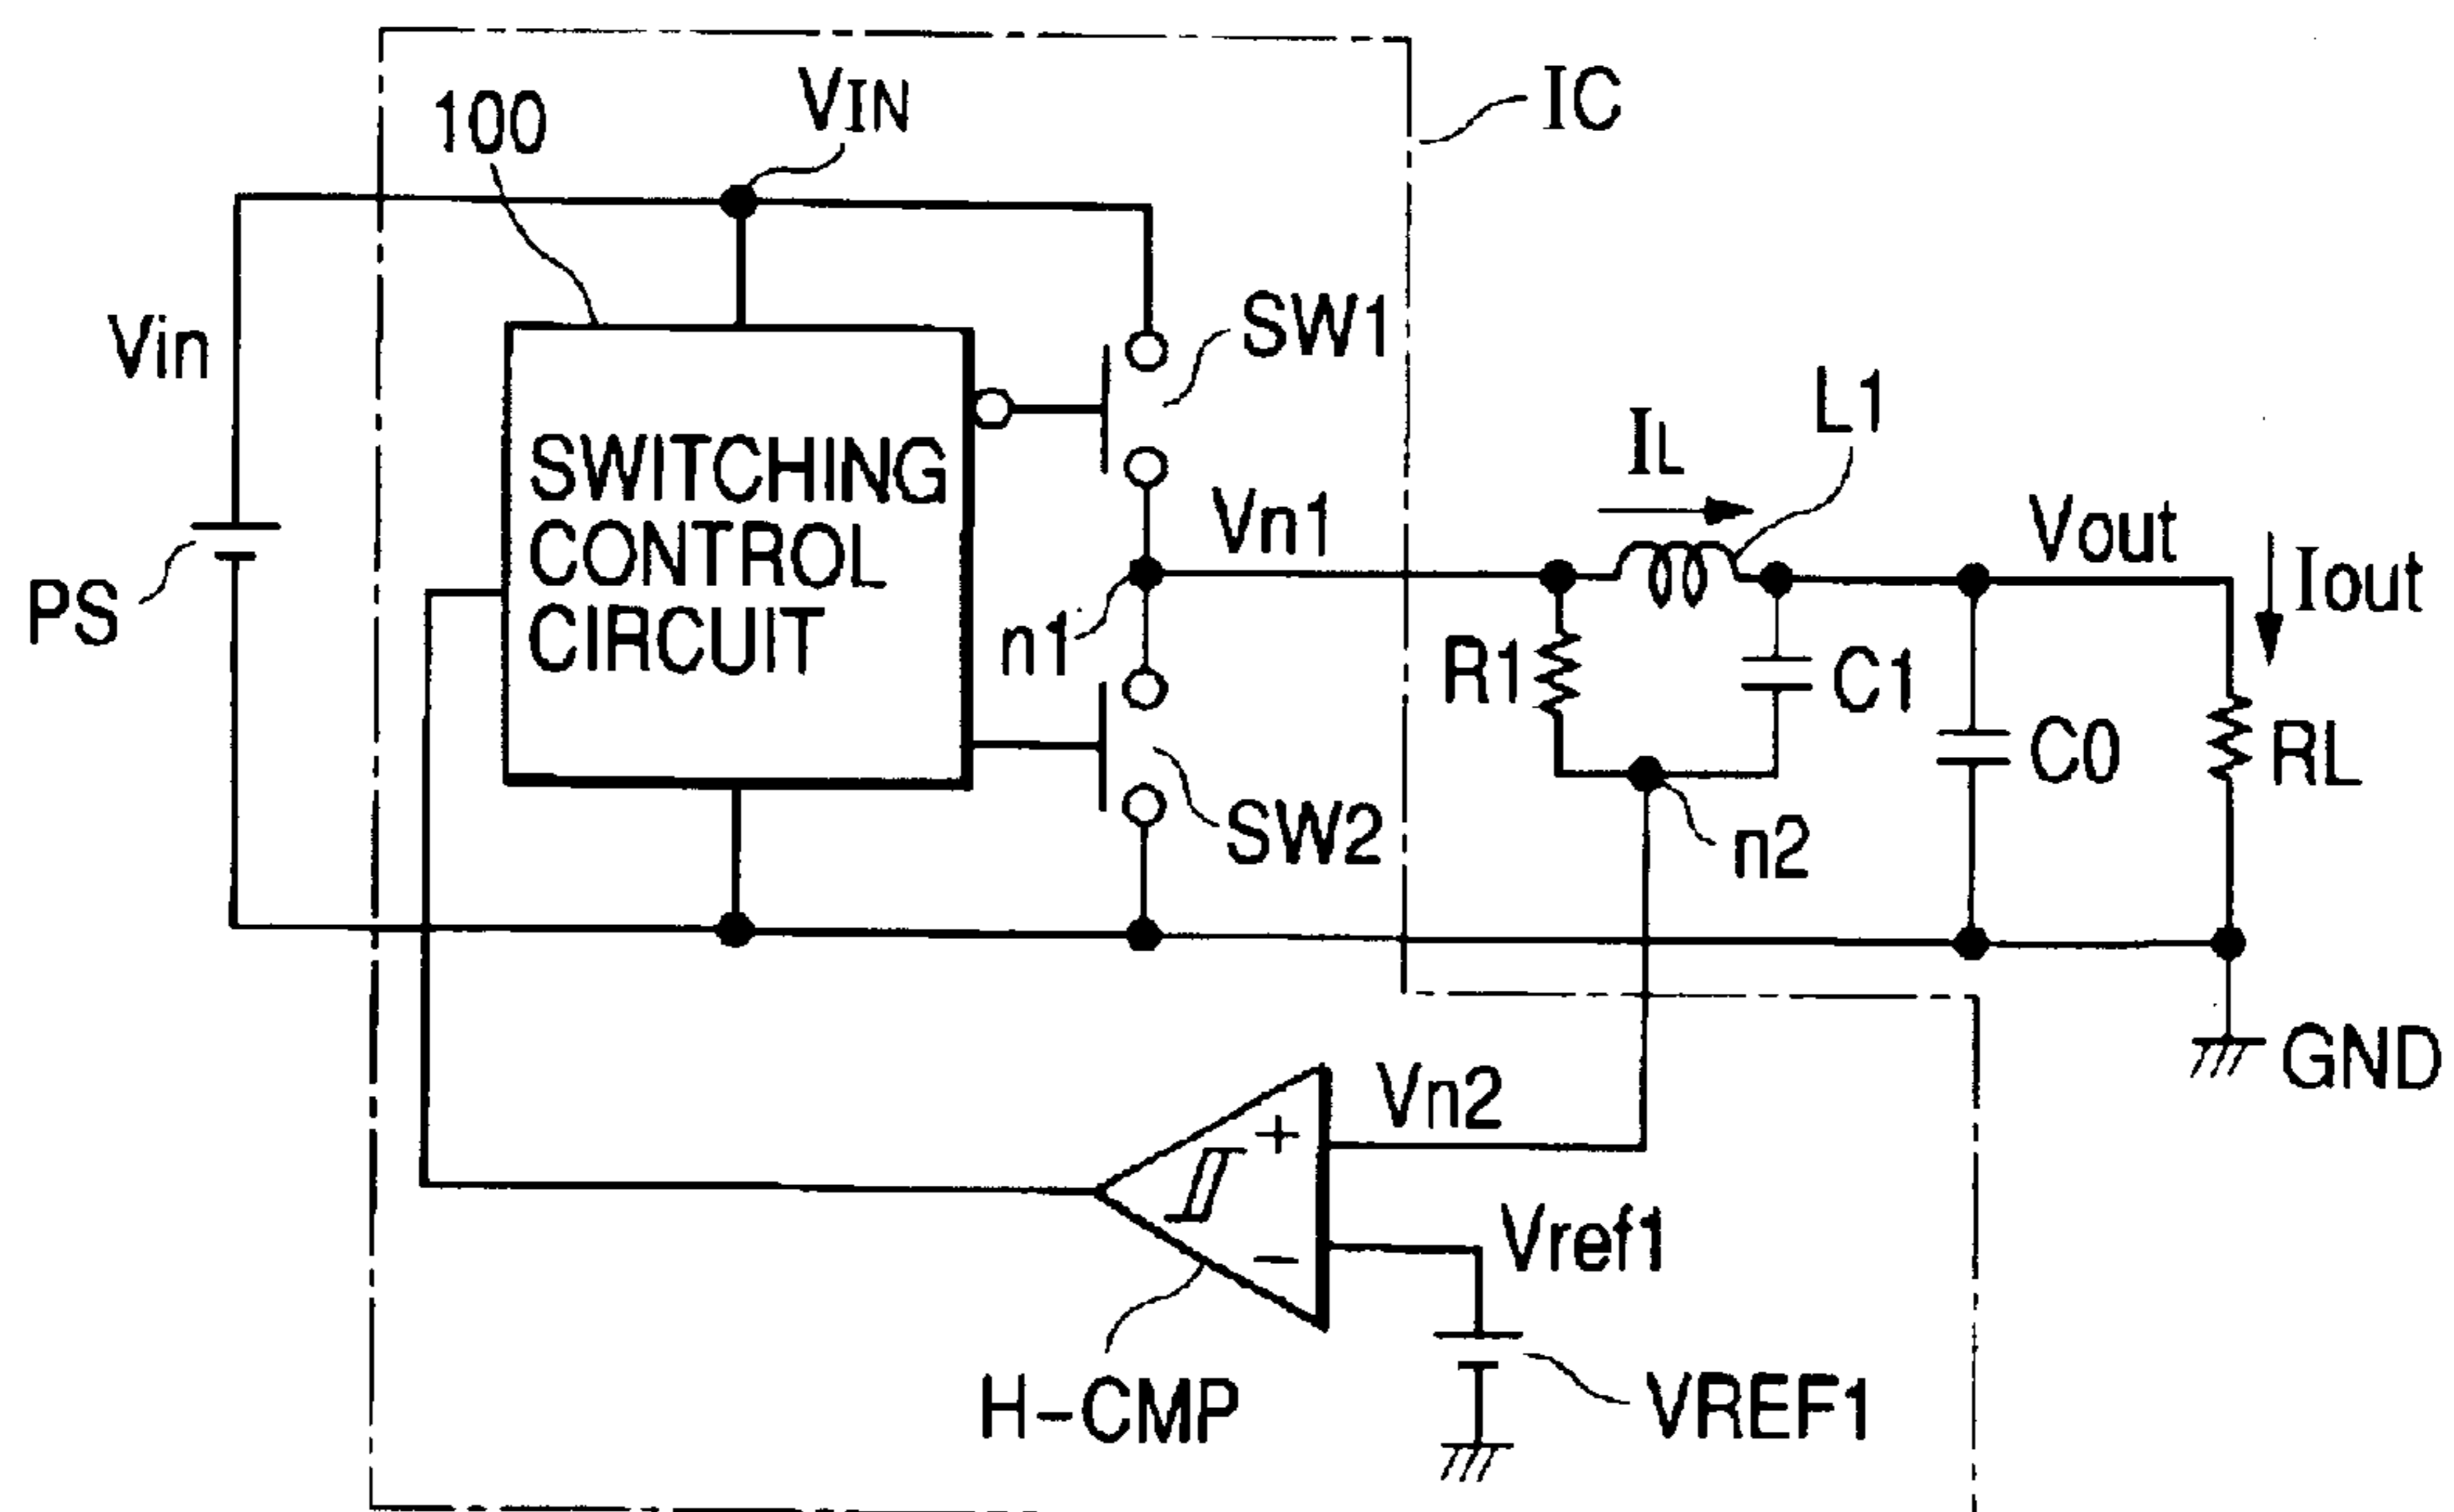 IC
VIN
100
Vin
SW1
L1
IL
SWITCHING
CONTROL
CIRCUIT
Vn1
Vout
Iout
PS
n1
R1
C1
C0
RL
SW2
n2
GND
Vn2
+
Vref1
−
H-CMP
VREF1